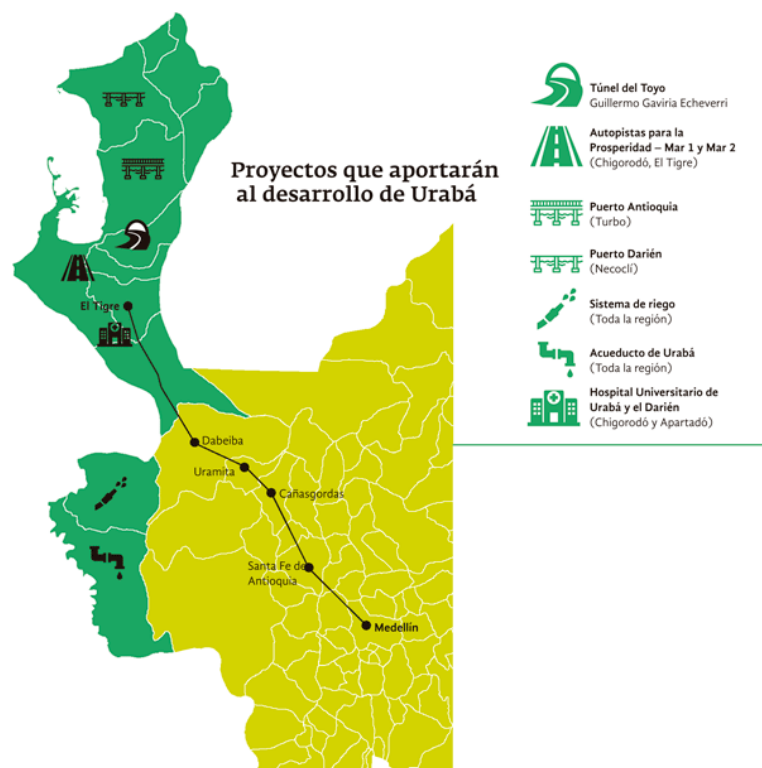 Proyectos que aportarán
al desarrollo de Urabá
Túnel del Toyo
Guillermo Gaviria Echeverri
Autopistas para la
Prosperidad – Mar 1 y Mar 2
(Chigorodó, El Tigre)
Puerto Antioquia
(Turbo)
Puerto Darién
(Necoclí)
Sistema de riego
(Toda la región)
Acueducto de Urabá
(Toda la región)
Hospital Universitario de
Urabá y el Darién
(Chigorodó y Apartadó)
El Tigre
Dabeiba
Uramita
Cañasgordas
Santa Fe de
Antioquia
Medellín